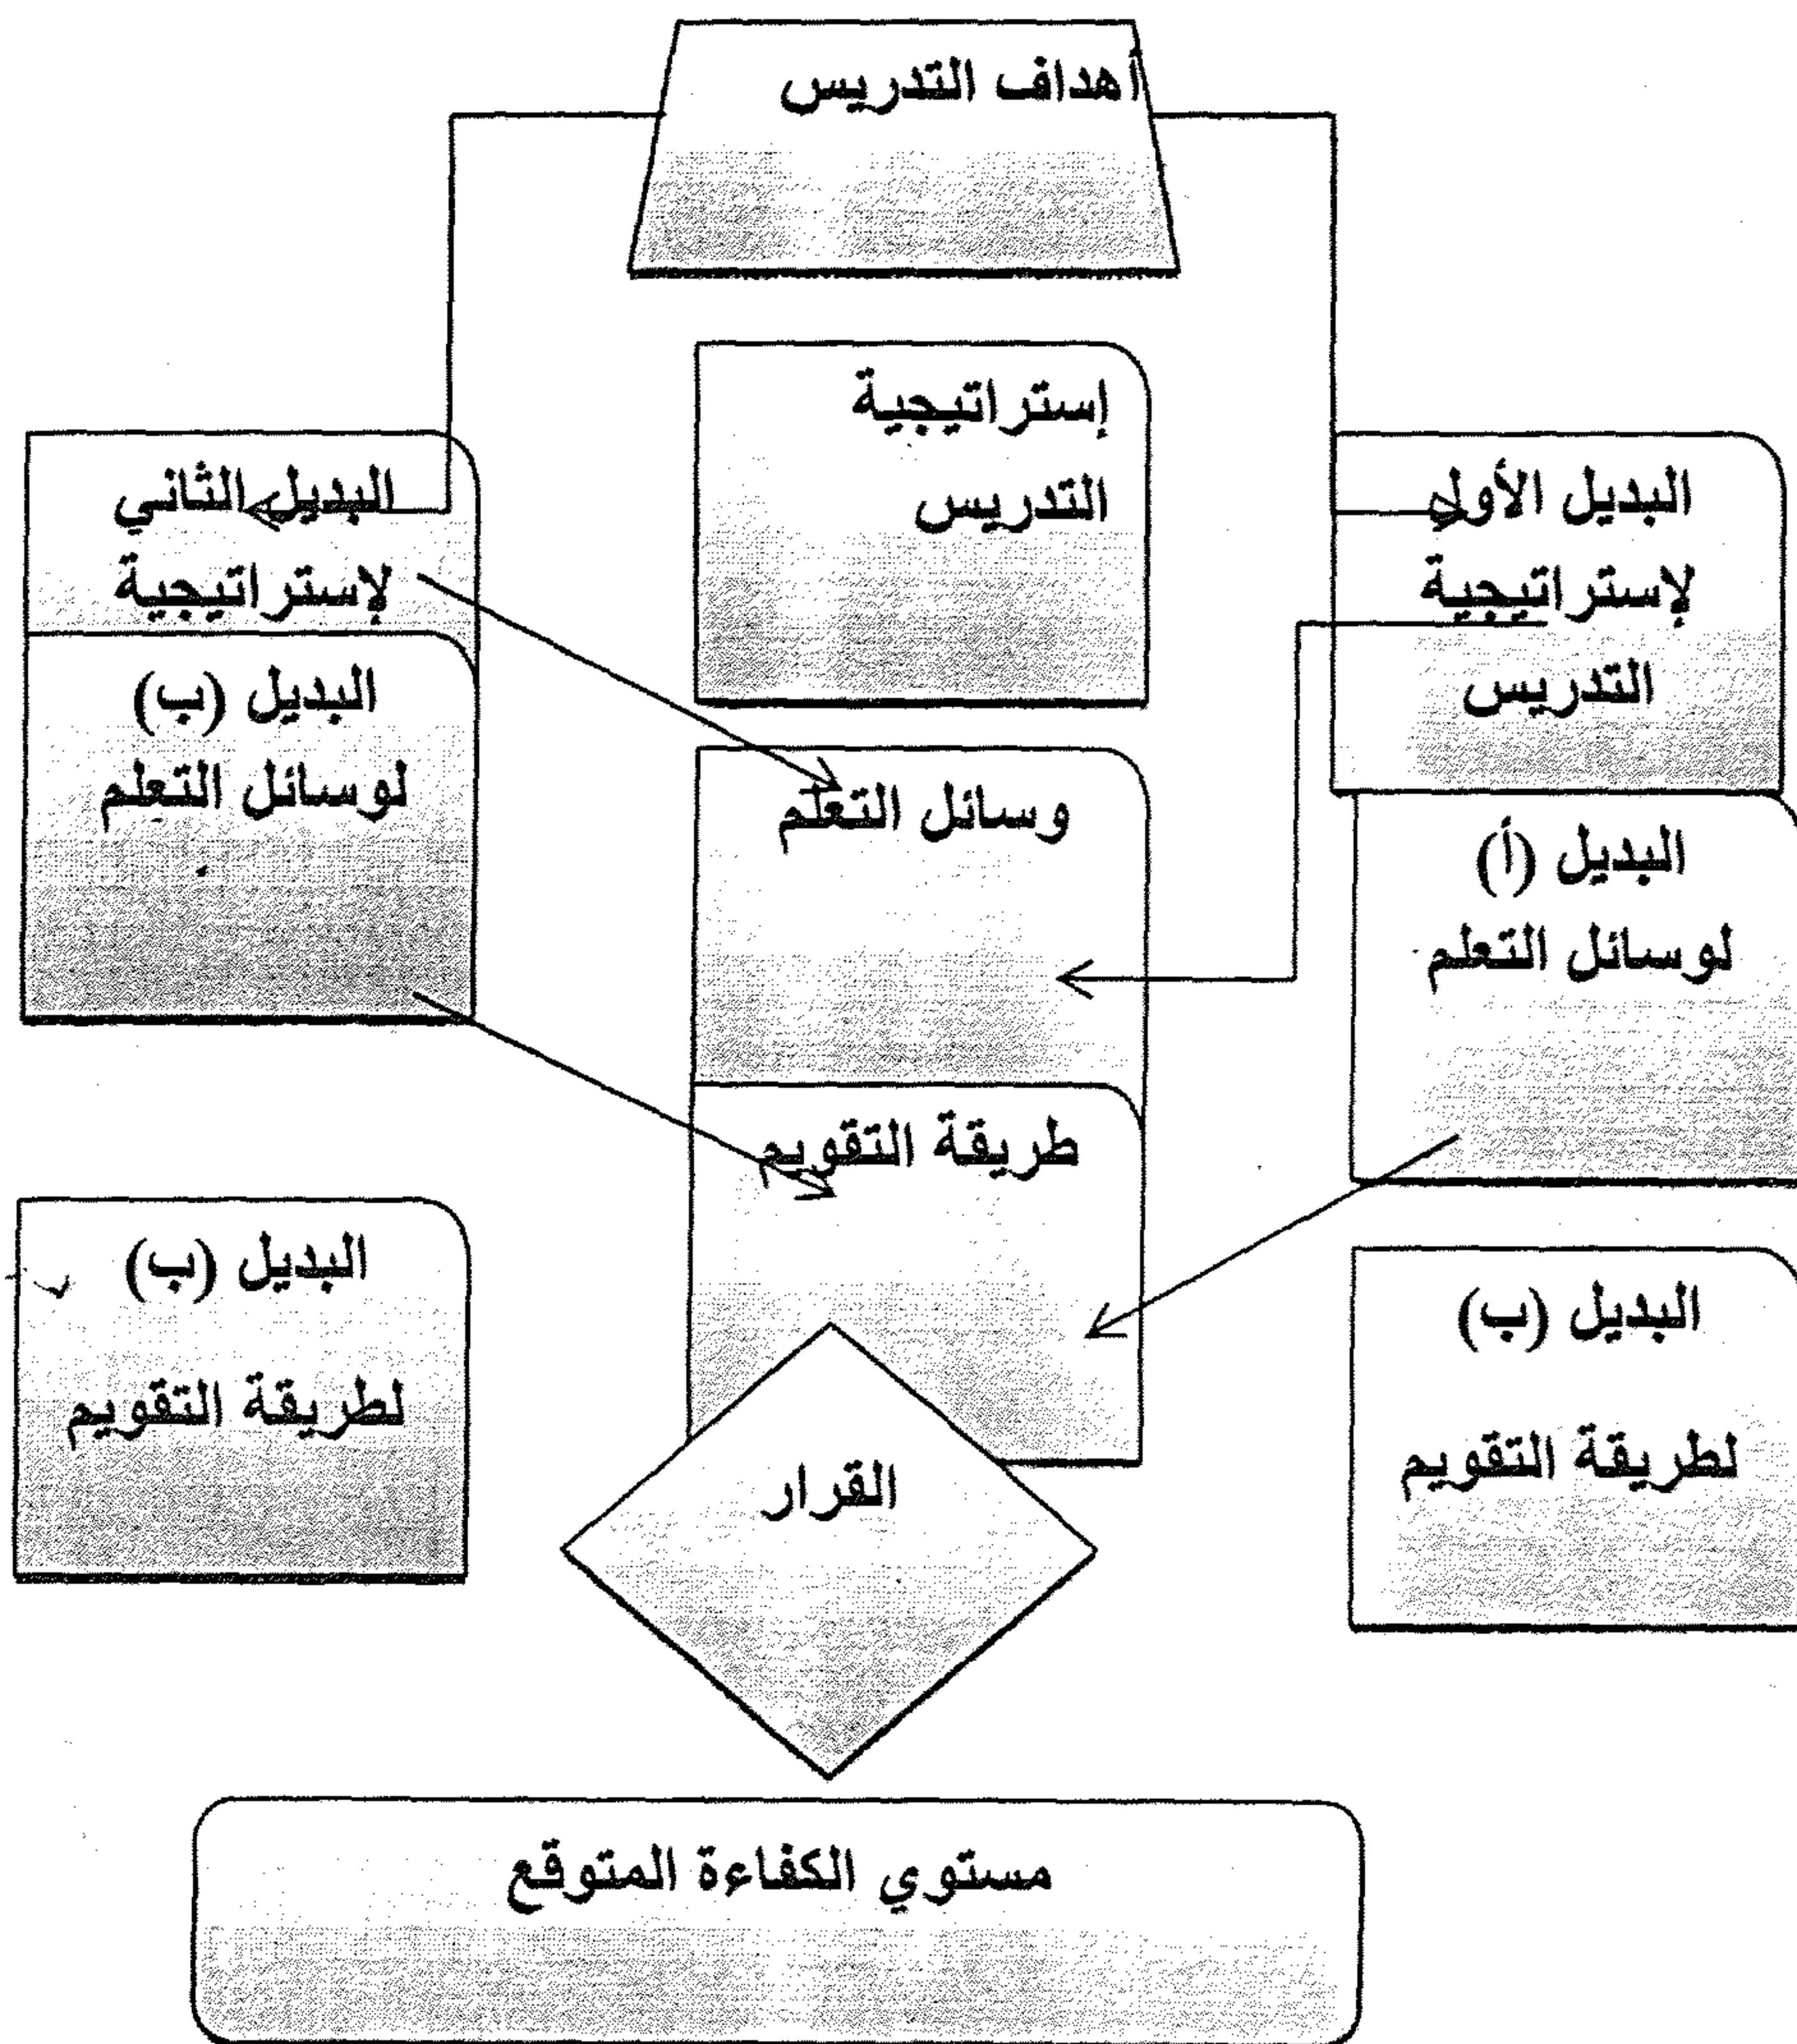 أهداف التدريس
إستراتيجية
التدريس
البديل الأول
لإستراتيجية
التدريس
البديل الثاني
لإستراتيجية
البديل (ب)
لوسائل التعلم
وسائل التعلم
البديل (أ)
لوسائل التعلم
طريقة التقويم
البديل (ب)
لطريقة التقويم
البديل (ب)
لطريقة التقويم
القرار
مستوي الكفاءة المتوقع